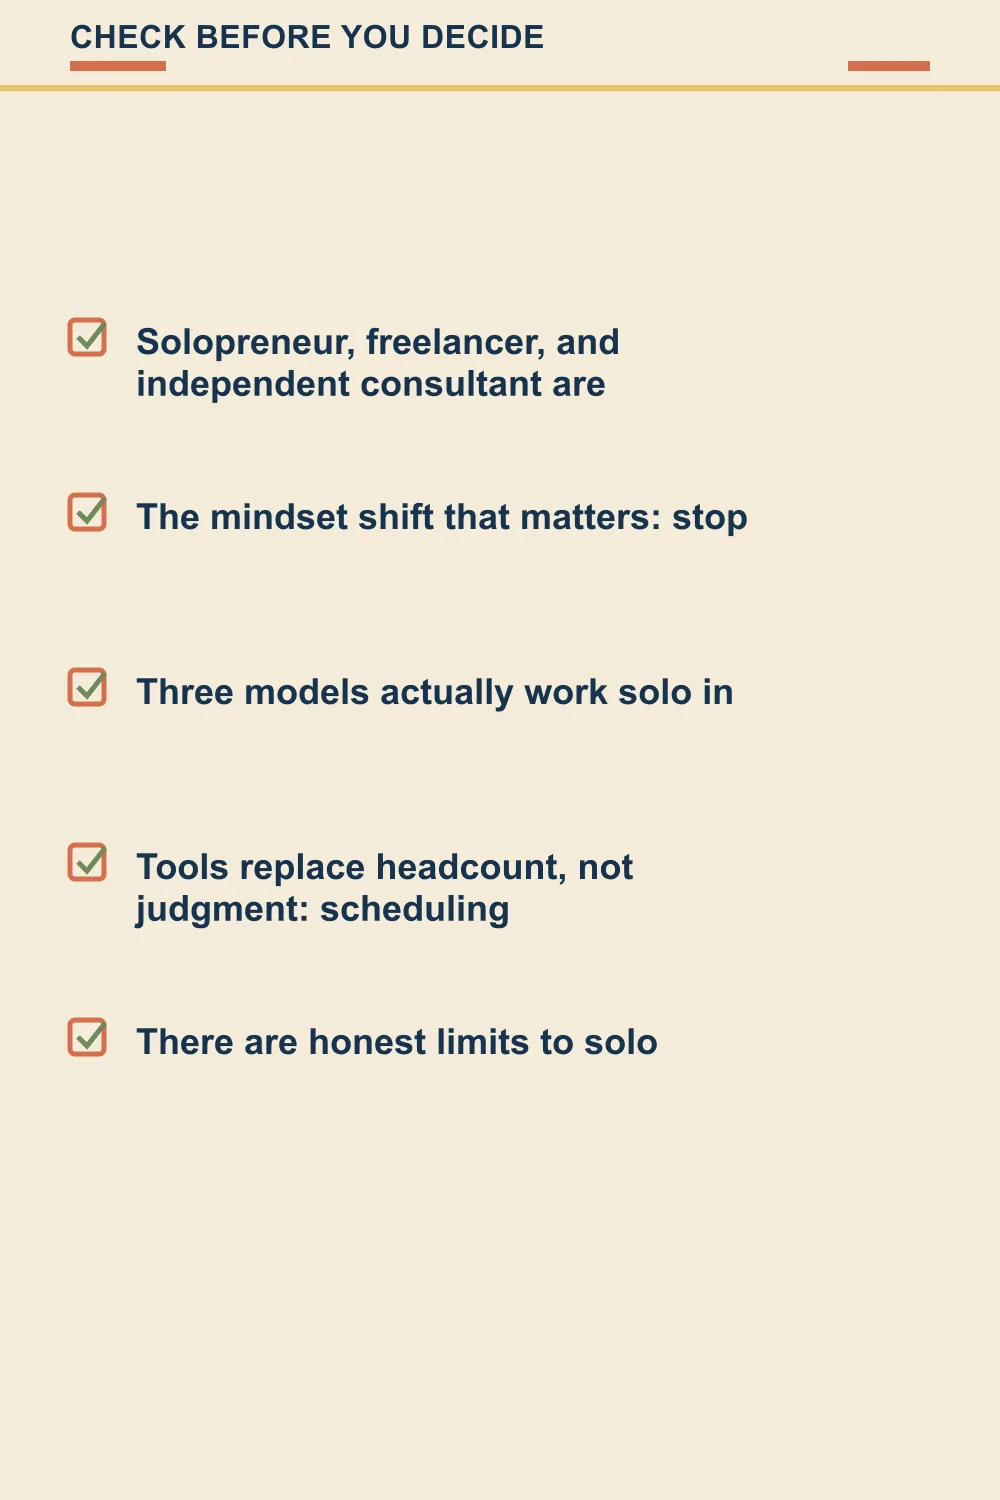 CHECK BEFORE YOU DECIDE
Solopreneur, freelancer, and
independent consultant are
The mindset shift that matters: stop
Three models actually work solo in
Tools replace headcount, not
judgment: scheduling
There are honest limits to solo